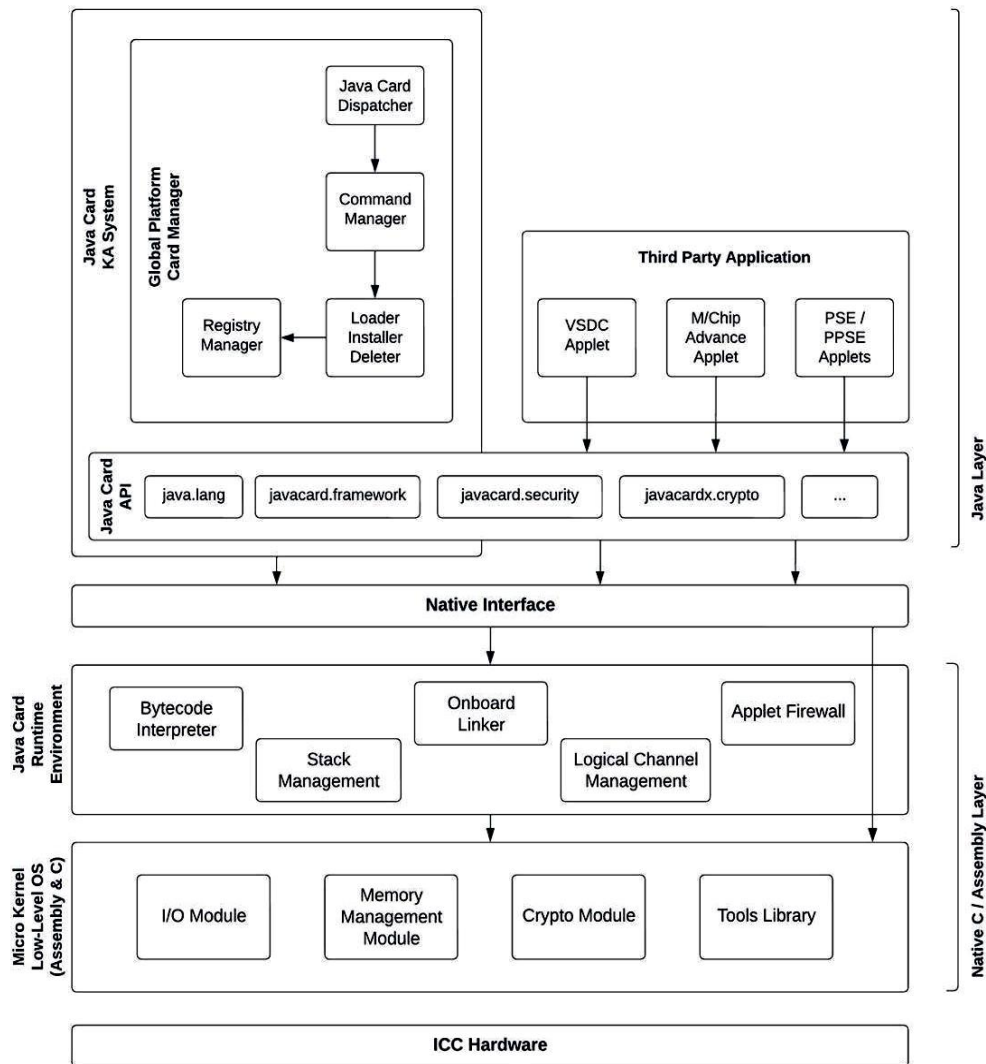 Java Card
KA System
Global Platform
Card Manager
Java Card
Dispatcher
Command
Manager
Registry
Manager
Loader
Installer
Deleter
Third Party Application
VSDC
Applet
M/Chip
Advance
Applet
PSE /
PPSE
Applets
Java Layer
Java Card
API
java.lang
javacard.framework
javacard.security
javacardx.crypto
...
Native Interface
Java Card
Runtime
Environment
Bytecode
Interpreter
Onboard
Linker
Applet Firewall
Stack
Management
Logical Channel
Management
Native C / Assembly Layer
Micro Kernel
Low-Level OS
(Assembly & C)
I/O Module
Memory
Management
Module
Crypto Module
Tools Library
ICC Hardware